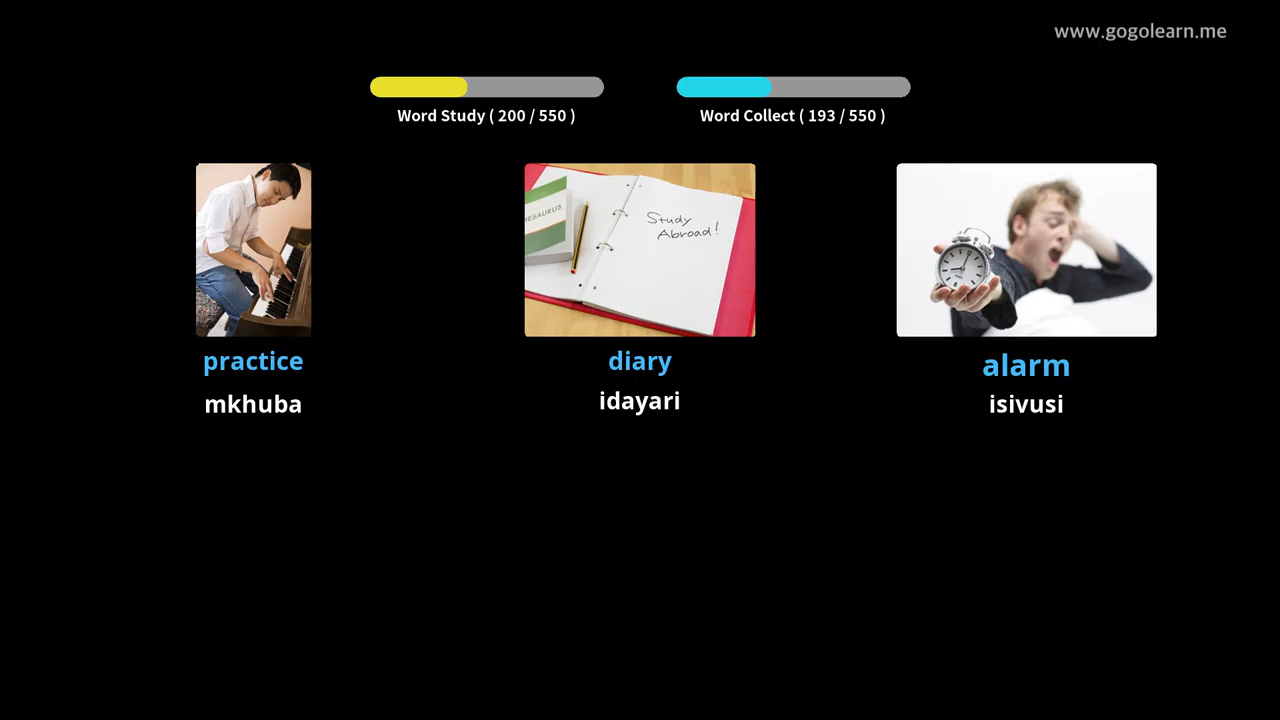 www.gogolearn.me
Word Study ( 200 / 550 )
Word Collect ( 193 / 550 )
HESAURUS
Study
Abroad!
practice
diary
alarm
mkhuba
idayari
isivusi